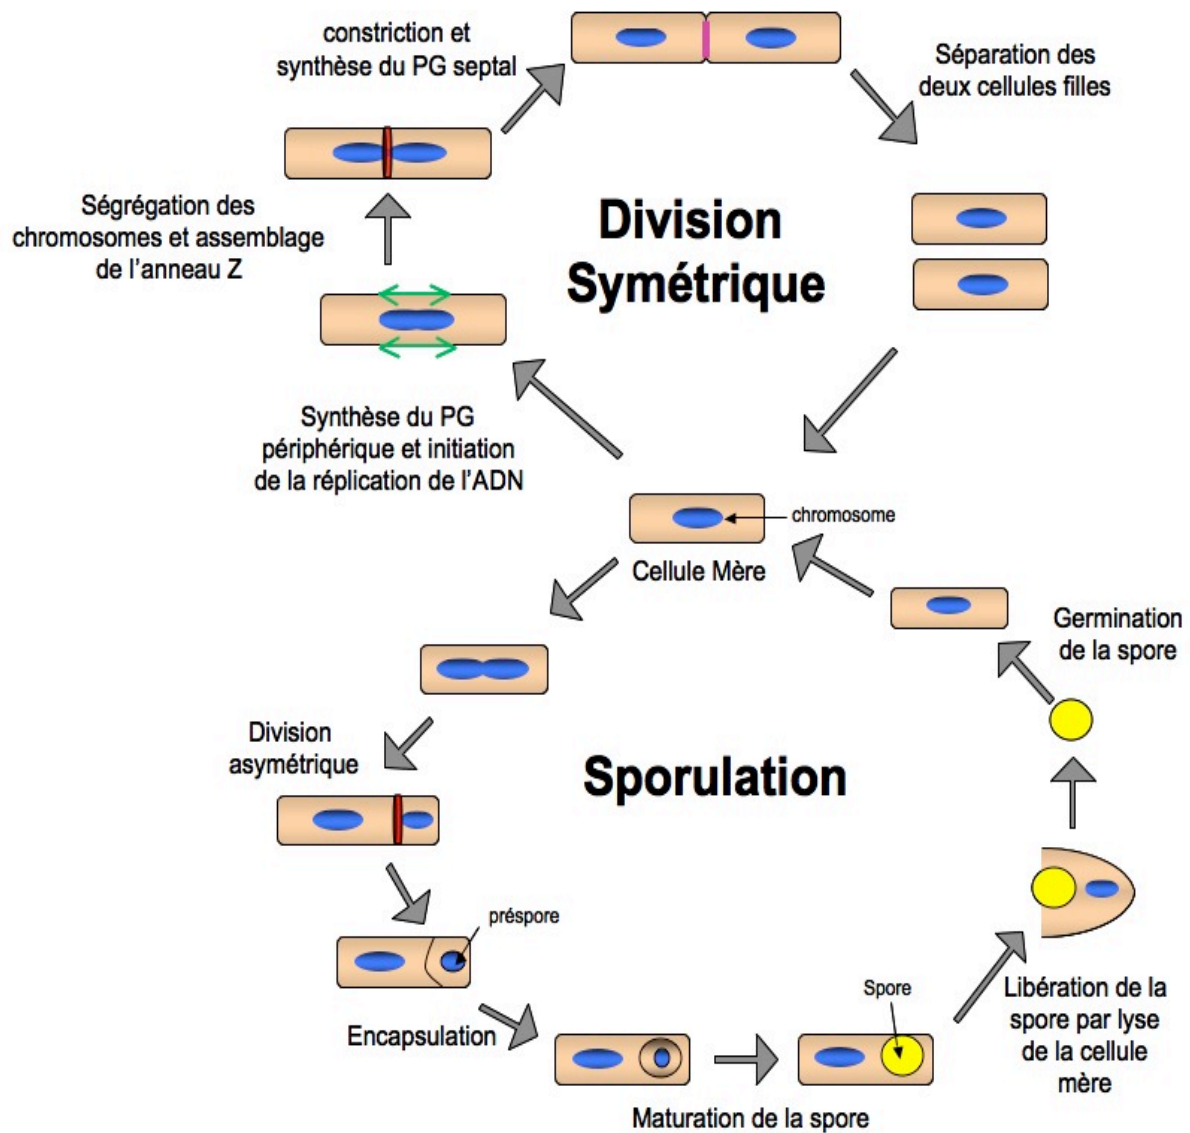 constriction et
synthèse du PG septal
Séparation des
deux cellules filles
Ségrégation des
chromosomes et assemblage
de l'anneau Z
Division
Symétrique
Synthèse du PG
périphérique et initiation
de la réplication de l'ADN
chromosome
Cellule Mère
Germination
de la spore
Division
asymétrique
Sporulation
préspore
Encapsulation
Spore
Libération de la
spore par lyse
de la cellule
mère
Maturation de la spore